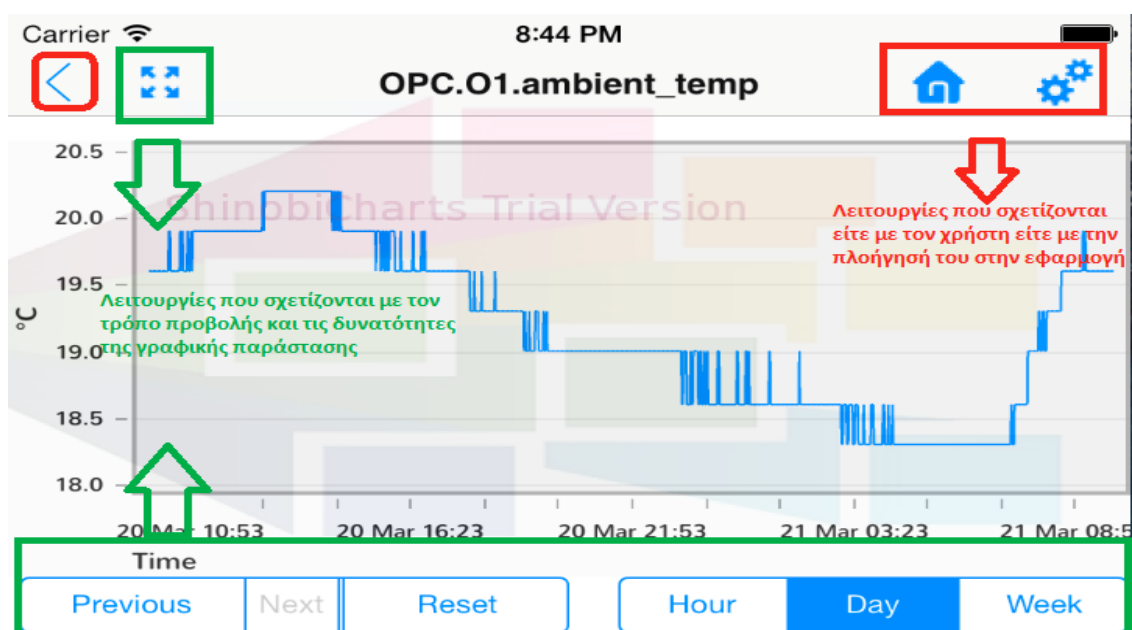 Carrier 8:44 PM
OPC.O1.ambient_temp
20.5
ShinobiCharts Trial Version
20.0
Λειτουργίες που σχετίζονται
είτε με τον χρήστη είτε με την
πλοήγησή του στην εφαρμογή
19.5
°C
Λειτουργίες που σχετίζονται με τον
τρόπο προβολής και τις δυνατότητες
19.0
της γραφικής παράστασης
18.5
18.0
20 Mar 10:53 20 Mar 16:23 20 Mar 21:53 21 Mar 03:23 21 Mar 08:5
Time
Previous Next Reset Hour Day Week